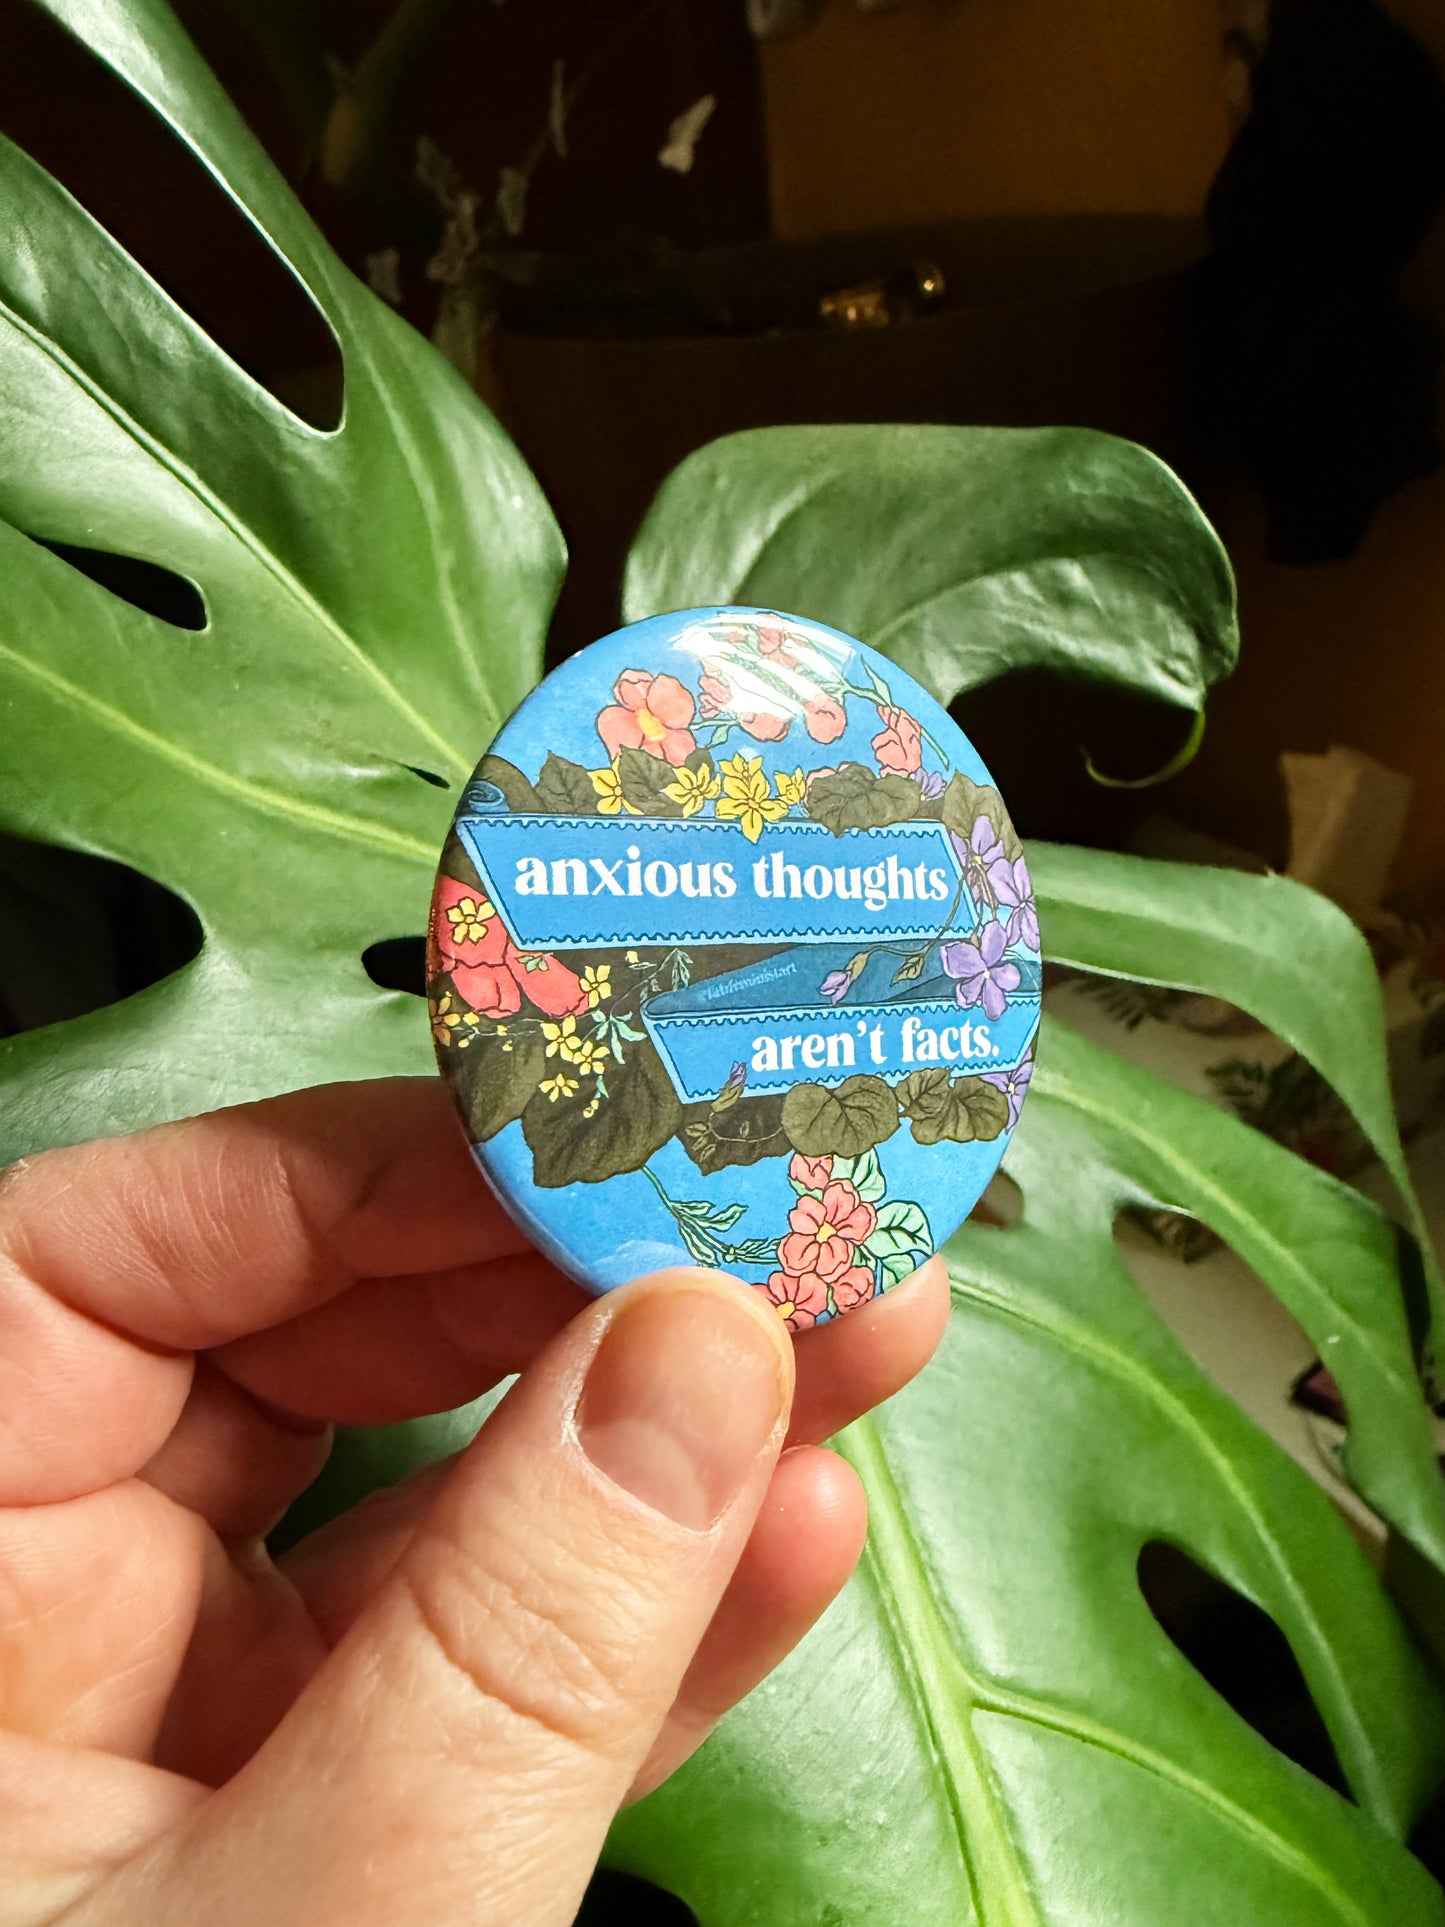 anxious thoughts
aren't facts.